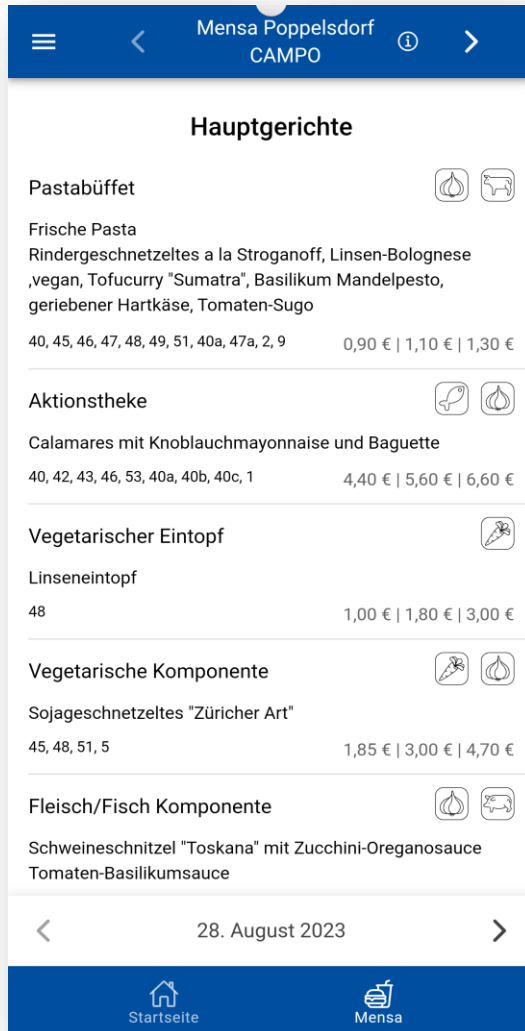 Mensa Poppelsdorf
CAMPO
Hauptgerichte
Pastabüffet
Frische Pasta
Rindergeschnetzeltes a la Stroganoff, Linsen-Bolognese
,vegan, Tofucurry "Sumatra", Basilikum Mandelpesto,
geriebener Hartkäse, Tomaten-Sugo
40, 45, 46, 47, 48, 49, 51, 40a, 47a, 2, 9
0,90 € | 1,10 € | 1,30 €
Aktionstheke
Calamares mit Knoblauchmayonnaise und Baguette
40, 42, 43, 46, 53, 40a, 40b, 40c, 1
4,40 € | 5,60 € | 6,60 €
Vegetarischer Eintopf
Linseneintopf
48
1,00 € | 1,80 € | 3,00 €
Vegetarische Komponente
Sojageschnetzeltes "Züricher Art"
45, 48, 51, 5
1,85 € | 3,00 € | 4,70 €
Fleisch/Fisch Komponente
Schweineschnitzel "Toskana" mit Zucchini-Oreganosauce
Tomaten-Basilikumsauce
28. August 2023
Startseite
Mensa